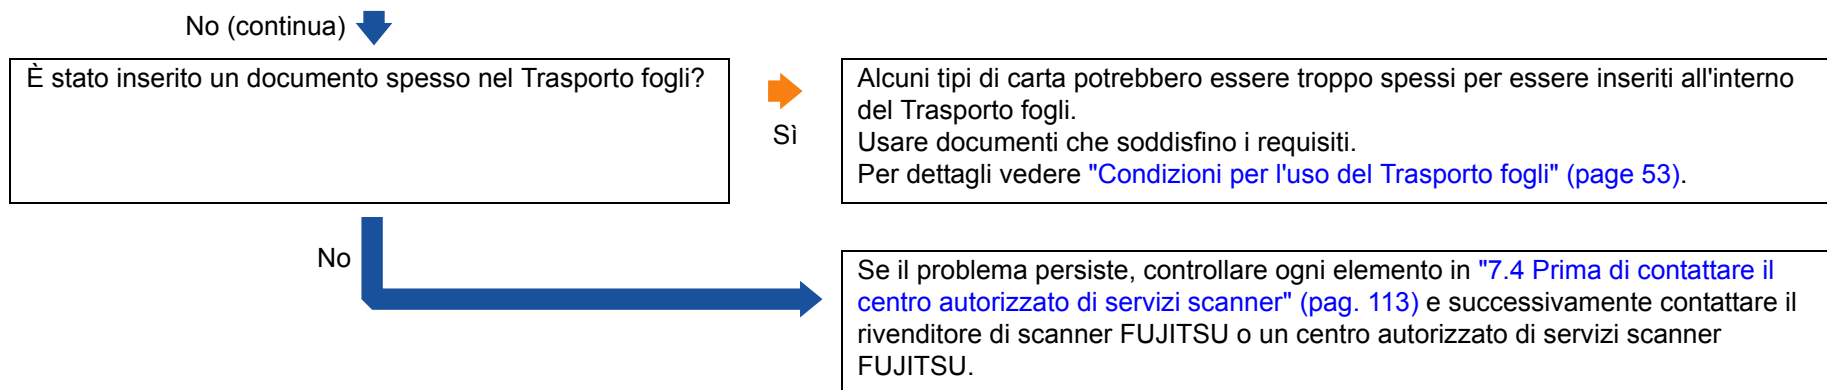 No (continua)
È stato inserito un documento spesso nel Trasporto fogli?
Sì
Alcuni tipi di carta potrebbero essere troppo spessi per essere inseriti all'interno
del Trasporto fogli.
Usare documenti che soddisfino i requisiti.
Per dettagli vedere "Condizioni per l'uso del Trasporto fogli" (page 53).
No
Se il problema persiste, controllare ogni elemento in "7.4 Prima di contattare il
centro autorizzato di servizi scanner" (pag. 113) e successivamente contattare il
rivenditore di scanner FUJITSU o un centro autorizzato di servizi scanner
FUJITSU.